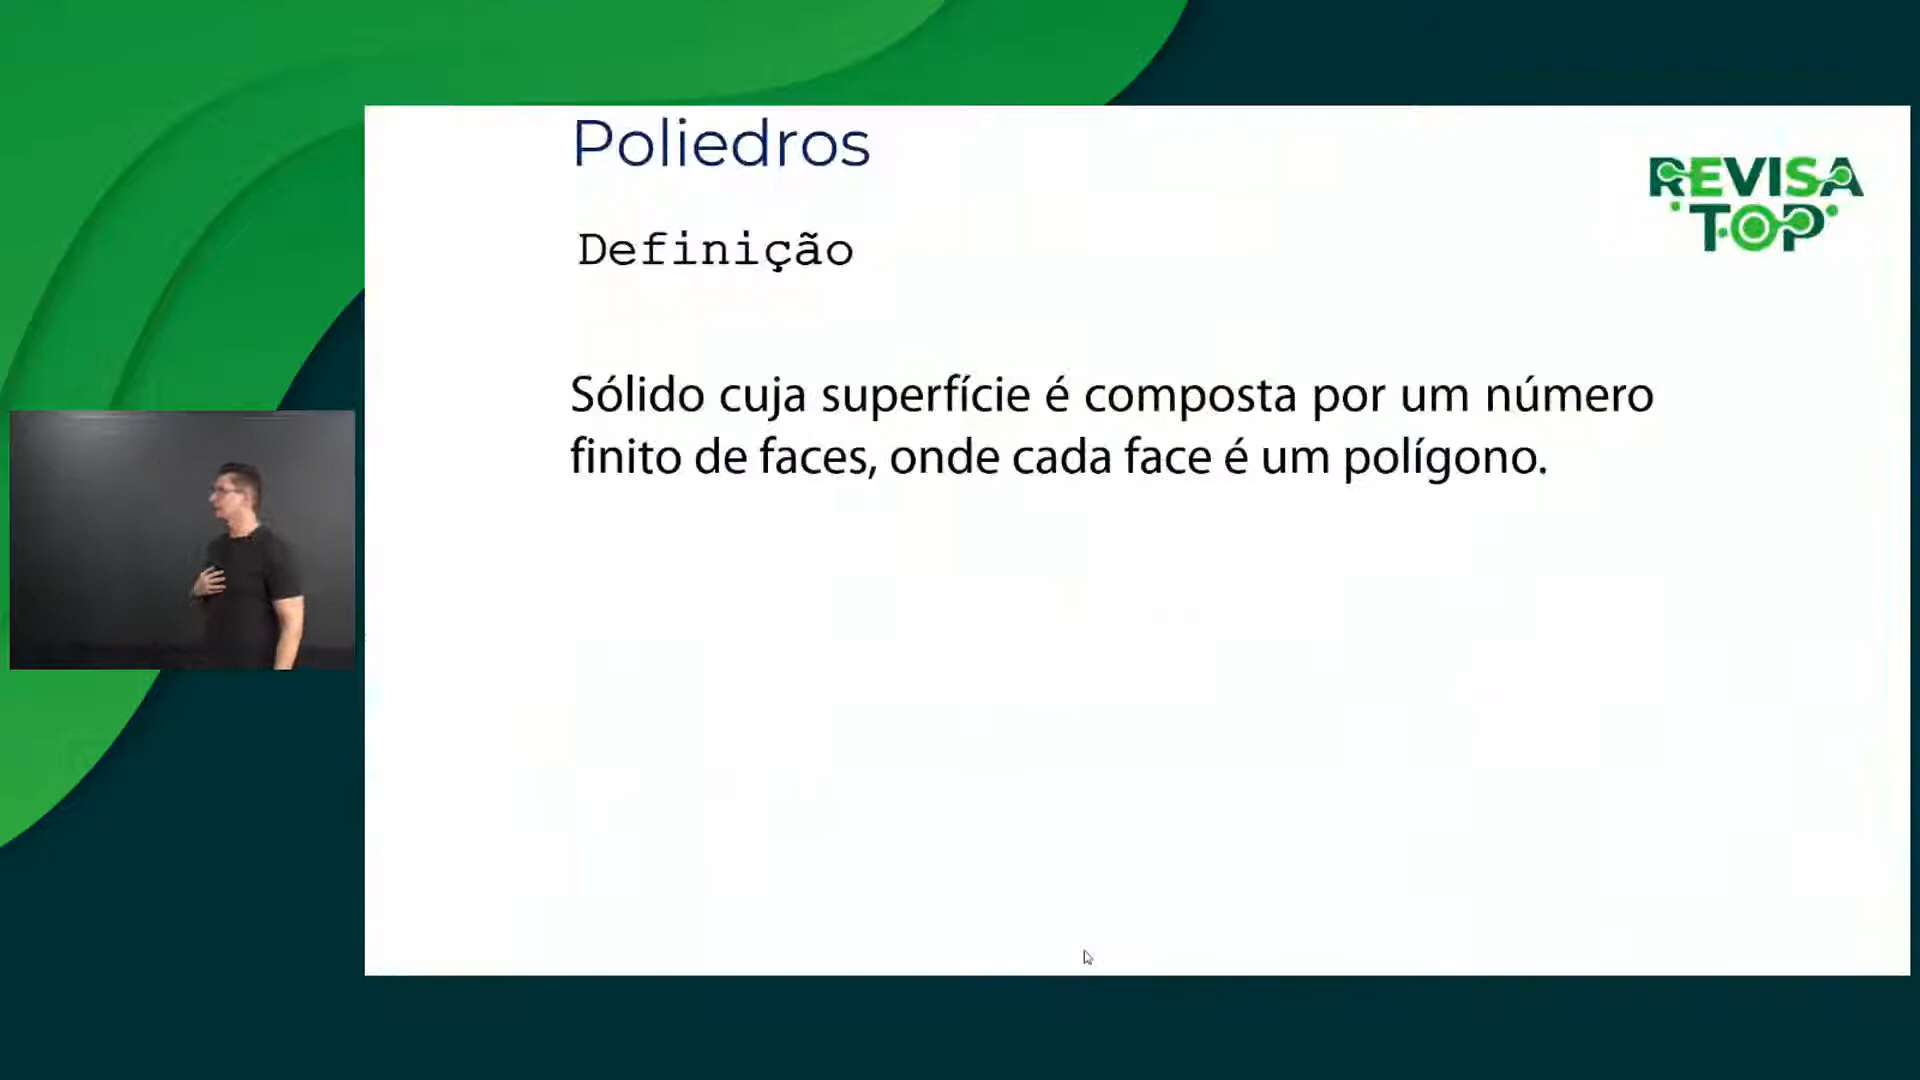 Poliedros
REVISA
TOP
Definição
Sólido cuja superfície é composta por um número
finito de faces, onde cada face é um polígono.